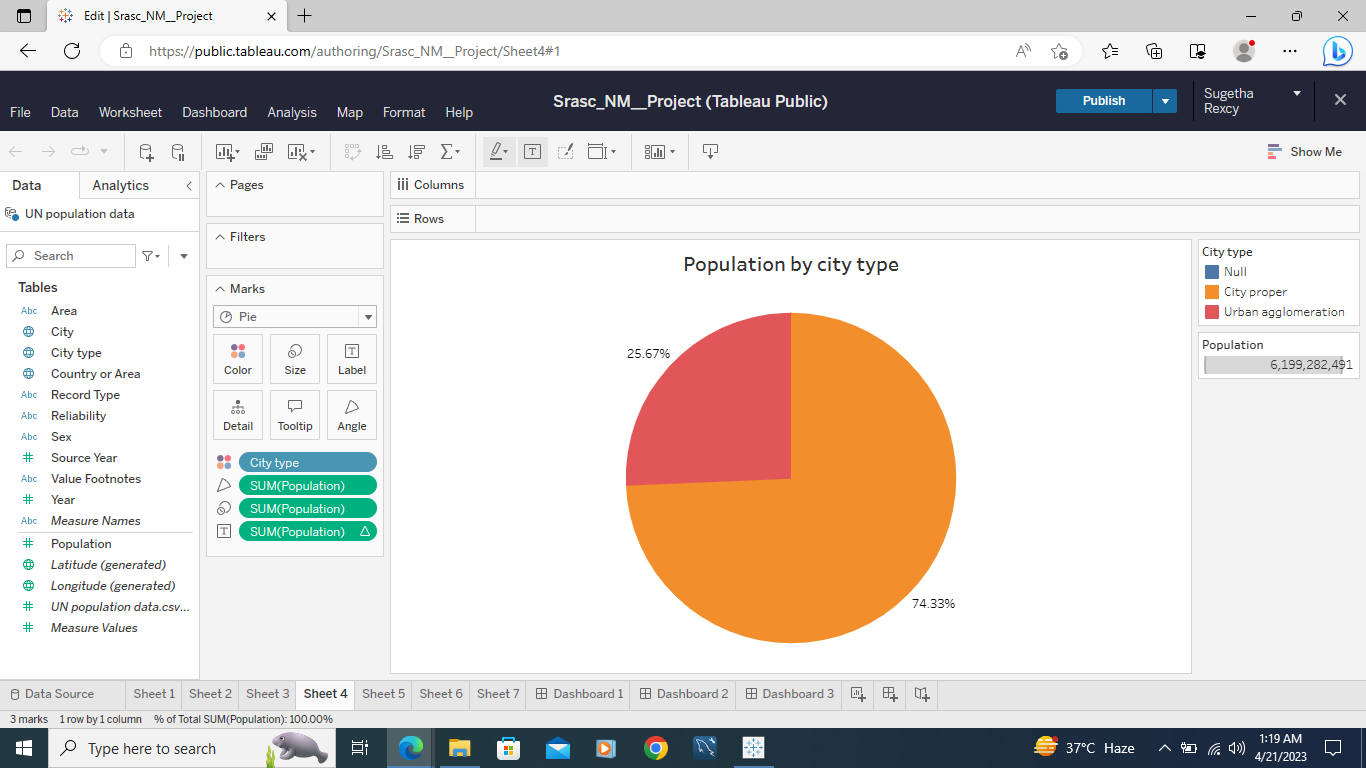 Edit | Srasc_NM__Project
https://public.tableau.com/authoring/Srasc_NM__Project/Sheet4#1
File Data Worksheet Dashboard Analysis Map Format Help
Srasc_NM__Project (Tableau Public)
Publish
Sugetha
Rexcy
Show Me
Data Analytics
UN population data
Search
Tables
Abc Area
City
City type
Country or Area
Abc Record Type
Abc Reliability
Abc Sex
# Source Year
Abc Value Footnotes
# Year
Abc Measure Names
# Population
Latitude (generated)
Longitude (generated)
# UN population data.csv...
# Measure Values
Pages
Filters
Marks
Pie
Color Size Label
Detail Tooltip Angle
City type
SUM(Population)
SUM(Population)
SUM(Population)
Columns
Rows
Population by city type
25.67%
74.33%
City type
Null
City proper
Urban agglomeration
Population
6,199,282,491
Data Source Sheet 1 Sheet 2 Sheet 3 Sheet 4 Sheet 5 Sheet 6 Sheet 7 Dashboard 1 Dashboard 2 Dashboard 3
3 marks 1 row by 1 column % of Total SUM(Population): 100.00%
Type here to search
37°C Haze
1:19 AM
4/21/2023